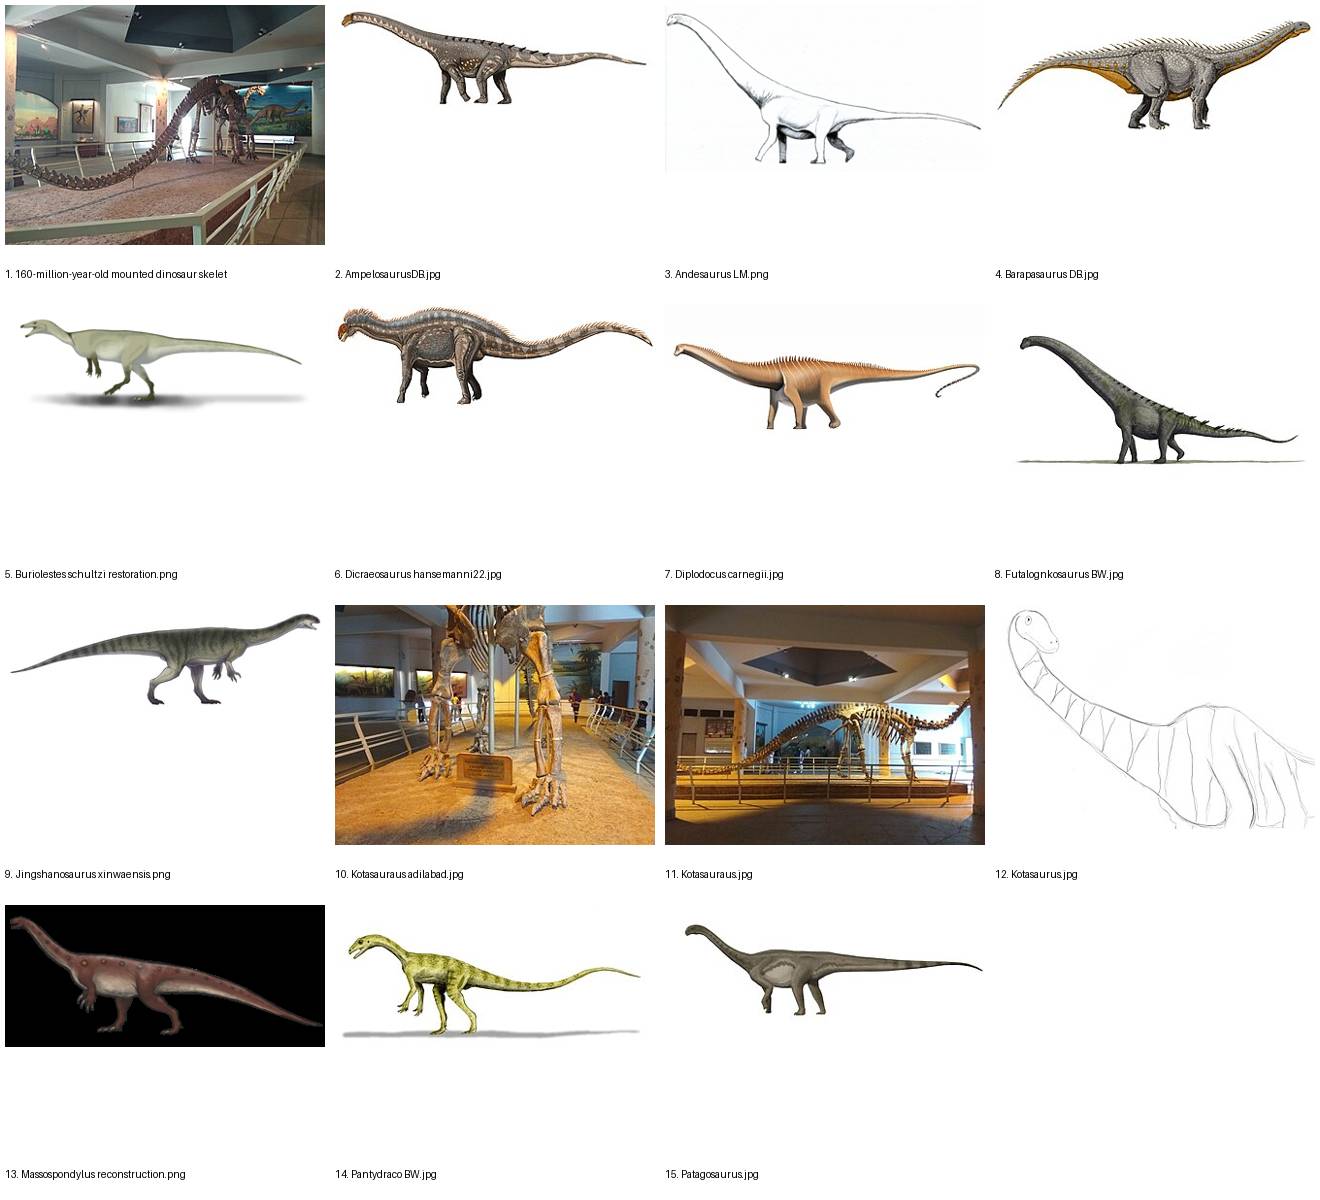 1. 160-million-year-old mounted dinosaur skelet
2. AmpelosaurusDB.jpg
3. Andesaurus LM.png
4. Barapasaurus DB.jpg
5. Buriolestes schultzi restoration.png
6. Dicraeosaurus hansemanni22.jpg
7. Diplodocus carnegii.jpg
8. Futalognkosaurus BW.jpg
9. Jingshanosaurus xinwaensis.png
10. Kotasauraus adilabad.jpg
11. Kotasauraus.jpg
12. Kotasaurus.jpg
13. Massospondylus reconstruction.png
14. Pantydraco BW.jpg
15. Patagosaurus.jpg